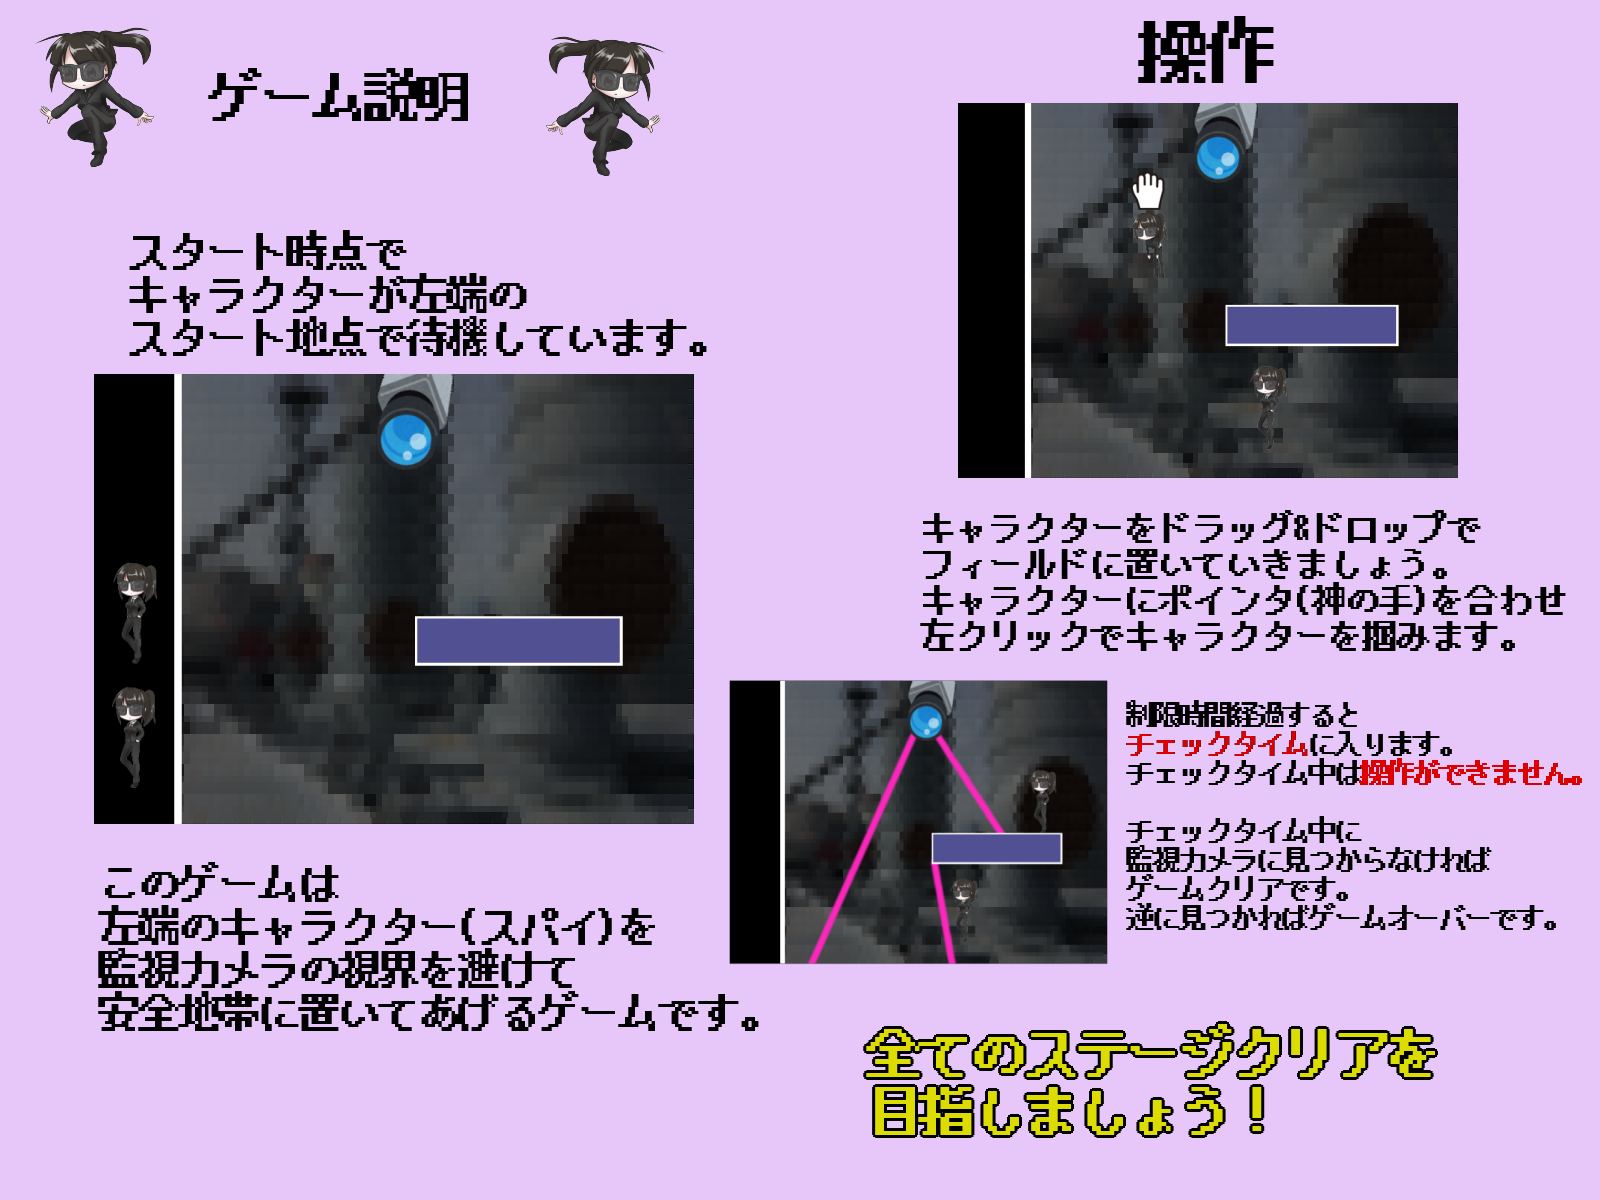 ゲーム説明
スタート時点で
キャラクターが左端の
スタート地点で待機しています。
このゲームは
左端のキャラクター(スパイ)を
監視カメラの視界を避けて
安全地帯に置いてあげるゲームです。
操作
キャラクターをドラッグ&ドロップで
フィールドに置いていきましょう。
キャラクターにポインタ(神の手)を合わせ
左クリックでキャラクターを掴みます。
制限時間経過すると
チェックタイムに入ります。
チェックタイム中は操作ができません。
チェックタイム中に
監視カメラに見つからなければ
ゲームクリアです。
逆に見つかればゲームオーバーです。
全てのステージクリアを
目指しましょう！